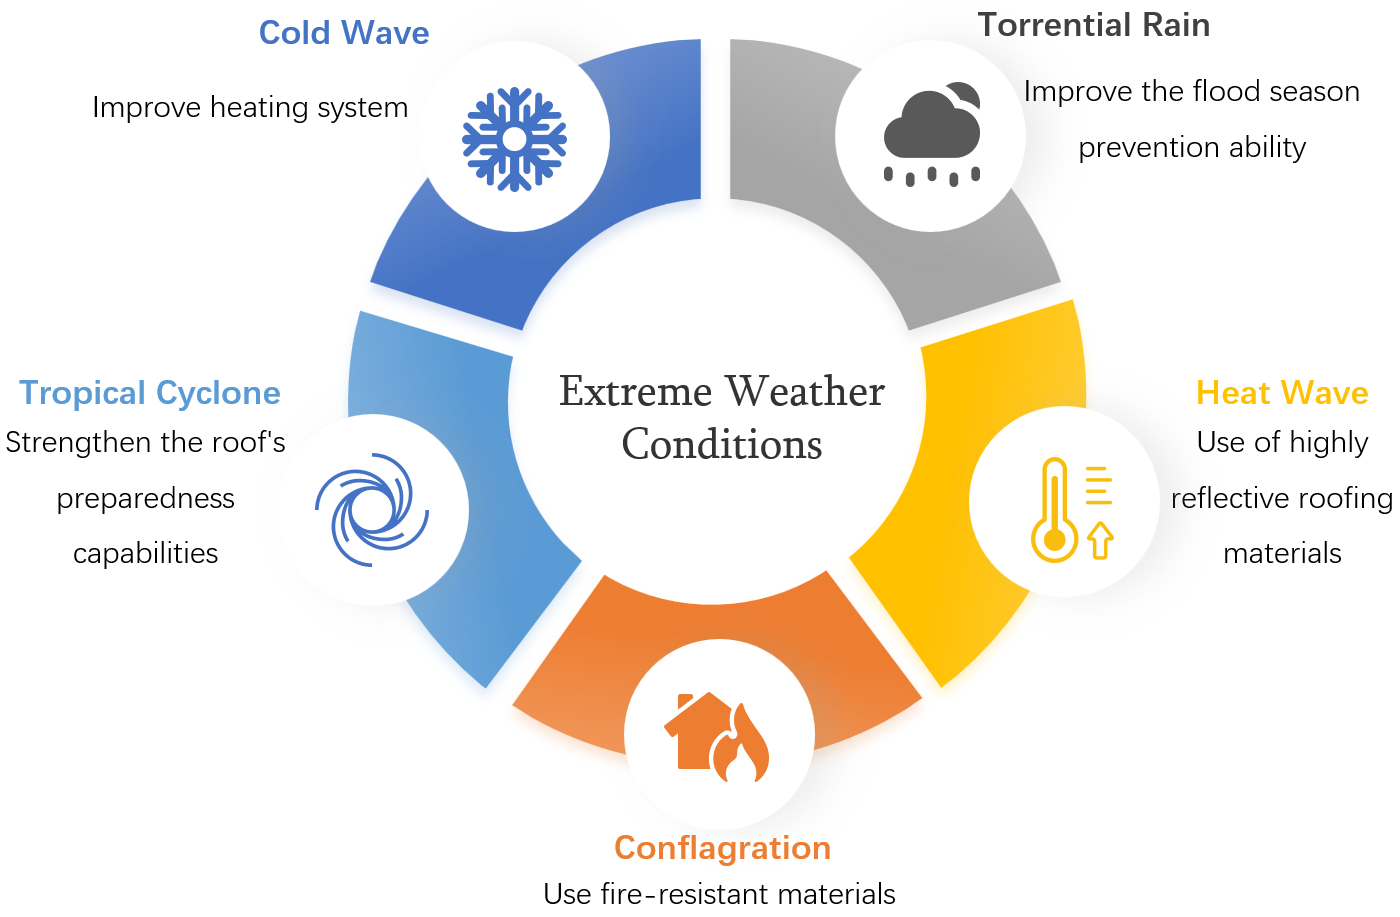 Cold Wave
Improve heating system
Torrential Rain
Improve the flood season
prevention ability
Extreme Weather
Conditions
Tropical Cyclone
Strengthen the roof's
preparedness
capabilities
Heat Wave
Use of highly
reflective roofing
materials
Conflagration
Use fire-resistant materials